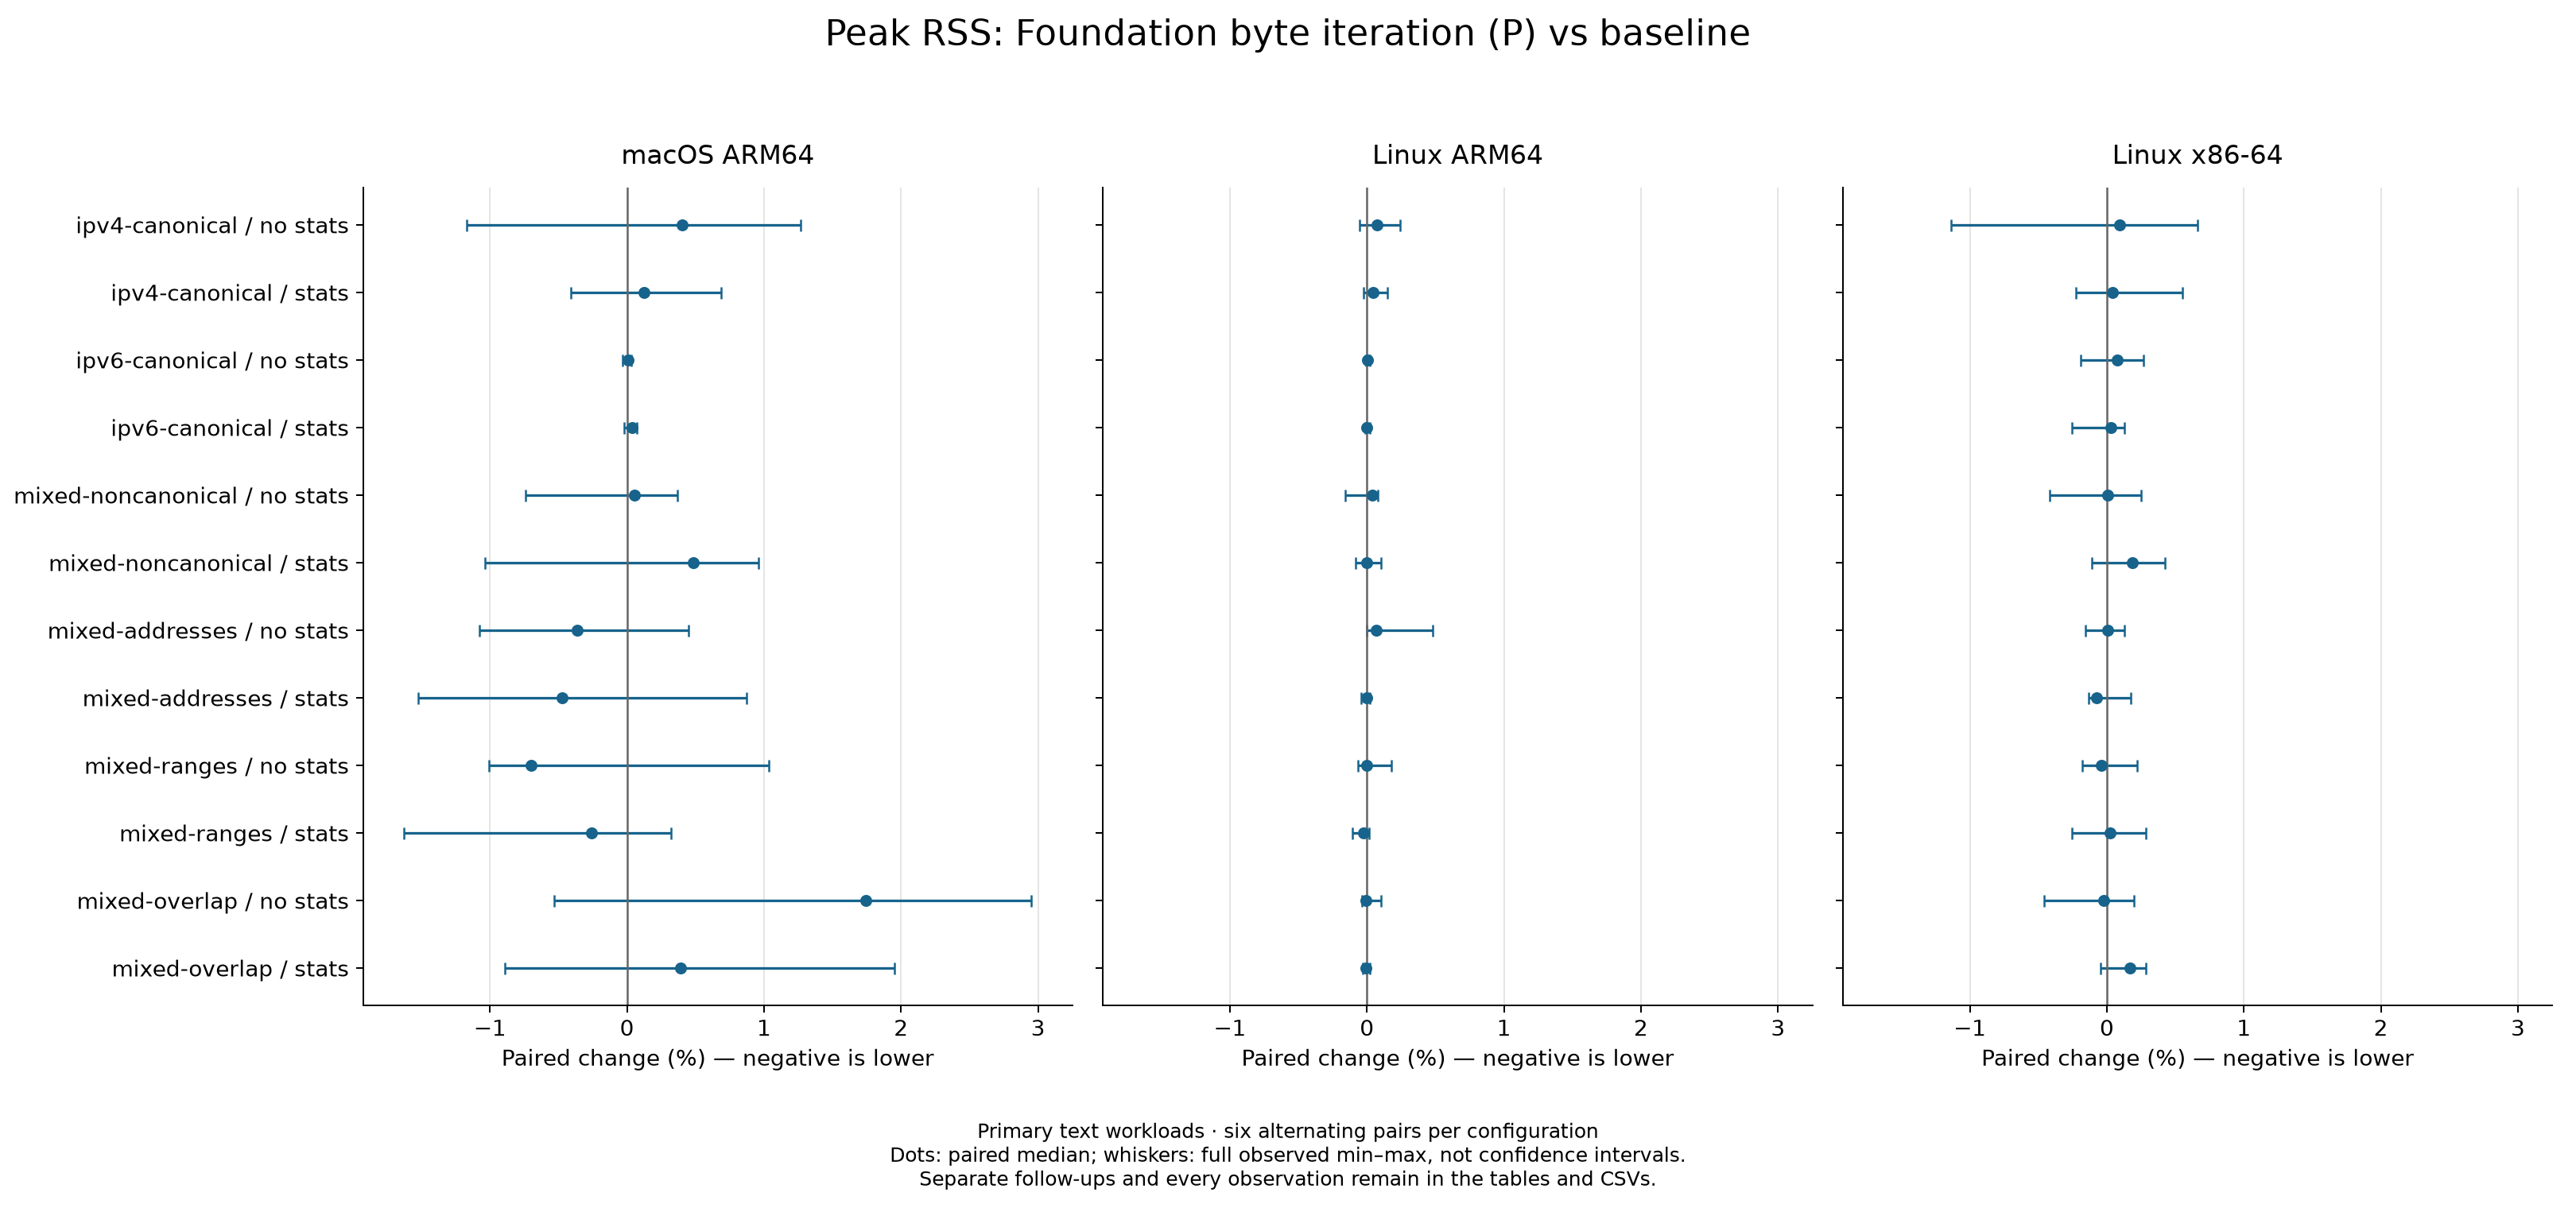 Peak RSS: Foundation byte iteration (P) vs baseline
macOS ARM64
Linux ARM64
Linux x86-64
ipv4-canonical / no stats
ipv4-canonical / stats
ipv6-canonical / no stats
ipv6-canonical / stats
mixed-noncanonical / no stats
mixed-noncanonical / stats
mixed-addresses / no stats
mixed-addresses / stats
mixed-ranges / no stats
mixed-ranges / stats
mixed-overlap / no stats
mixed-overlap / stats
−1 0 1 2 3
−1 0 1 2 3
−1 0 1 2 3
Paired change (%) — negative is lower
Paired change (%) — negative is lower
Paired change (%) — negative is lower
Primary text workloads · six alternating pairs per configuration
Dots: paired median; whiskers: full observed min–max, not confidence intervals.
Separate follow-ups and every observation remain in the tables and CSVs.